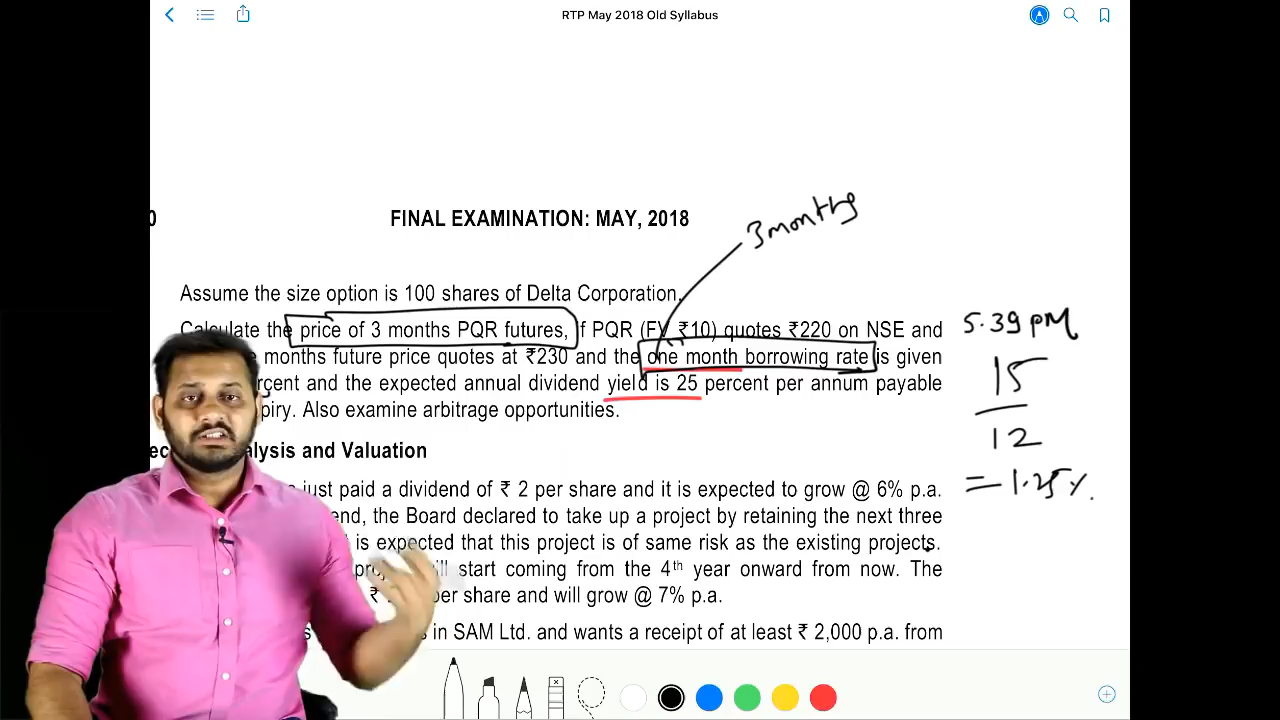 RTP May 2018 Old Syllabus
0
FINAL EXAMINATION: MAY, 2018
3 months
Assume the size option is 100 shares of Delta Corporation.
Calculate the price of 3 months PQR futures, if PQR (FV ₹10) quotes ₹220 on NSE and
months future price quotes at ₹230 and the one month borrowing rate is given
percent and the expected annual dividend yield is 25 percent per annum payable
Also examine arbitrage opportunities.
and Valuation
just paid a dividend of ₹ 2 per share and it is expected to grow @ 6% p.a.
the Board declared to take up a project by retaining the next three
is expected that this project is of same risk as the existing projects.
start coming from the 4th year onward from now. The
per share and will grow @ 7% p.a.
in SAM Ltd. and wants a receipt of at least ₹ 2,000 p.a. from
5.39 pm
15
12
= 1.25%.